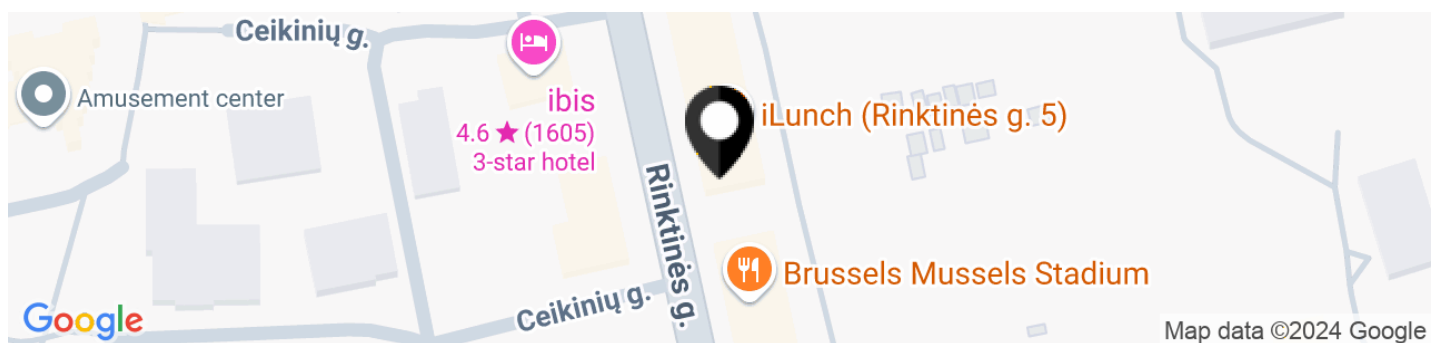 Ceikinių g.
Amusement center
ibis
4.6 ★ (1605)
3-star hotel
iLunch (Rinktinės g. 5)
Rinktinės g.
Brussels Mussels Stadium
Ceikinių g.
Google
Map data ©2024 Google